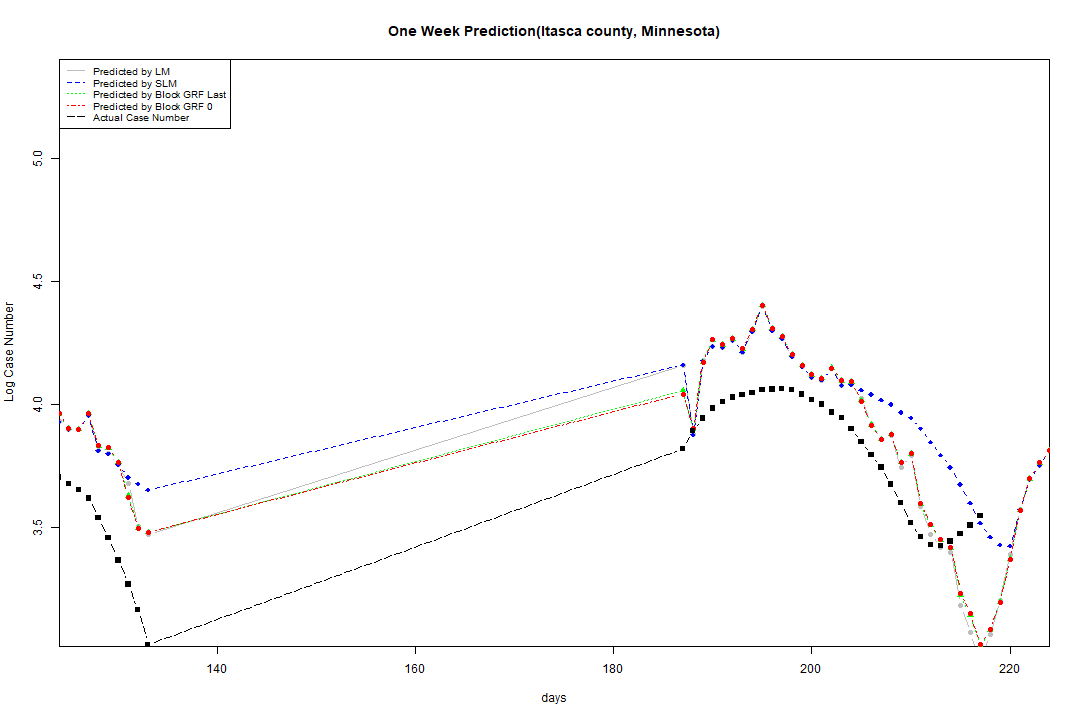 One Week Prediction(Itasca county, Minnesota)
Predicted by LM
Predicted by SLM
Predicted by Block GRF Last
Predicted by Block GRF 0
Actual Case Number
Log Case Number
5.0
4.5
4.0
3.5
140
160
180
200
220
days